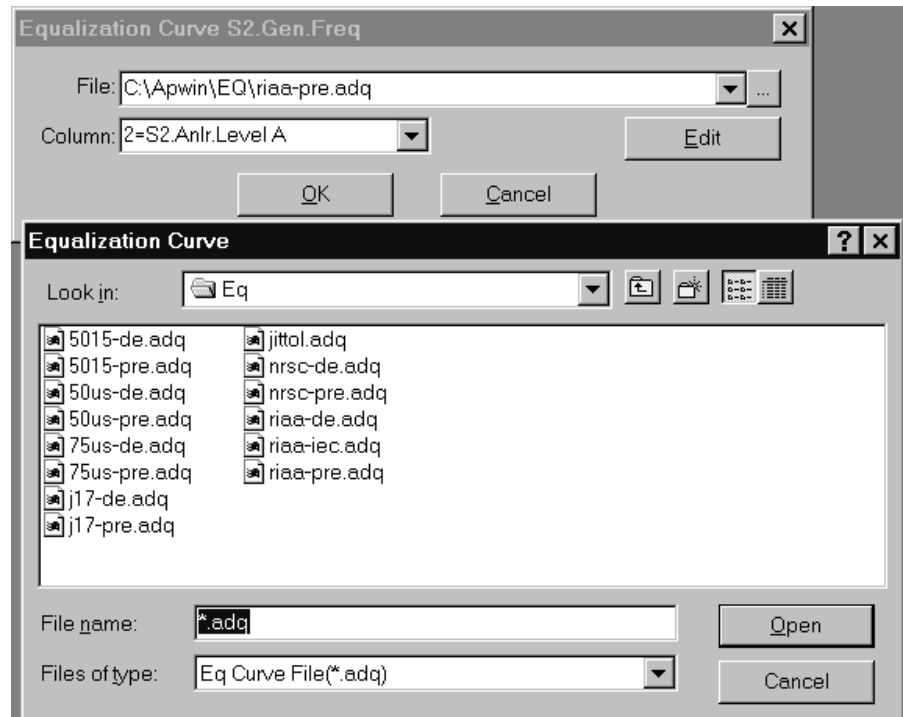 Equalization Curve S2.Gen.Freq
File: C:\Apwin\EQ\riaa-pre.adq ...
Column: 2=S2.Anlr.Level A Edit
OK Cancel
Equalization Curve
Look in: Eq
5015-de.adq jittol.adq
5015-pre.adq nrsc-de.adq
50us-de.adq nrsc-pre.adq
50us-pre.adq riaa-de.adq
75us-de.adq riaa-iec.adq
75us-pre.adq riaa-pre.adq
j17-de.adq
j17-pre.adq
File name: *.adq Open
Files of type: Eq Curve File(*.adq) Cancel